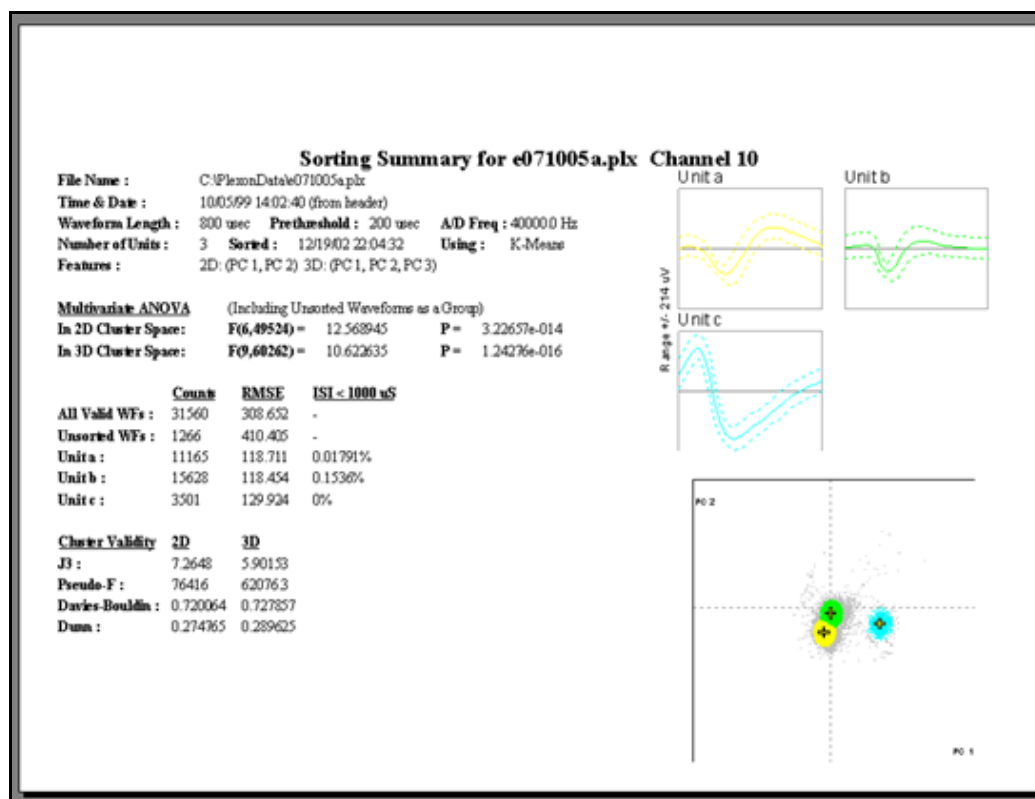 Sorting Summary for e071005a.plx Channel 10
File Name : C:\PlexonData\e071005a.plx
Time & Date : 10/05/99 14:02:40 (from header)
Waveform Length : 800 usec Prethreshold : 200 usec A/D Freq : 40000.0 Hz
Number of Units : 3 Sorted : 12/19/02 22:04:32 Using : K-Means
Features : 2D: (PC 1, PC 2) 3D: (PC 1, PC 2, PC 3)
Multivariate ANOVA (Including Unsorted Waveforms as a Group)
In 2D Cluster Space: F(6,49524) = 12.568945 P = 3.22657e-014
In 3D Cluster Space: F(9,60262) = 10.622635 P = 1.24276e-016
Counts RMSE ISI < 1000 uS
All Valid WFs : 31560 308.652 -
Unsorted WFs : 1266 410.405 -
Unit a : 11165 118.711 0.01791%
Unit b : 15628 118.454 0.1536%
Unit c : 3501 129.924 0%
Cluster Validity 2D 3D
J3 : 7.2648 5.90153
Pseudo-F : 76416 62076.3
Davies-Bouldin : 0.720064 0.727857
Dunn : 0.274765 0.289625
Unit a
Unit b
Unit c
Range +/- 214 uV
PC 2
PC 1